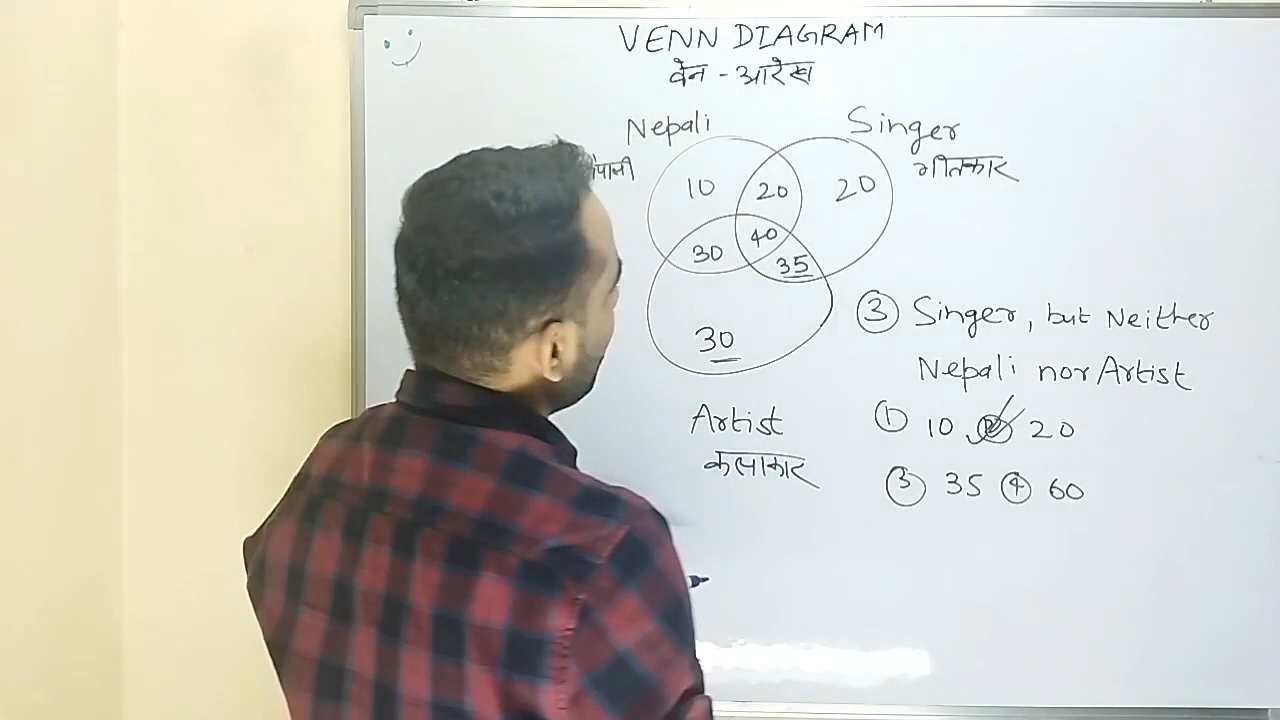 VENN DIAGRAM
वेन - आरेख
Nepali
Singer
गीतकार
10
20
20
30
40
35
30
Artist
कलाकार
③ Singer, but Neither
Nepali nor Artist
① 10 ② 20
③ 35 ④ 60